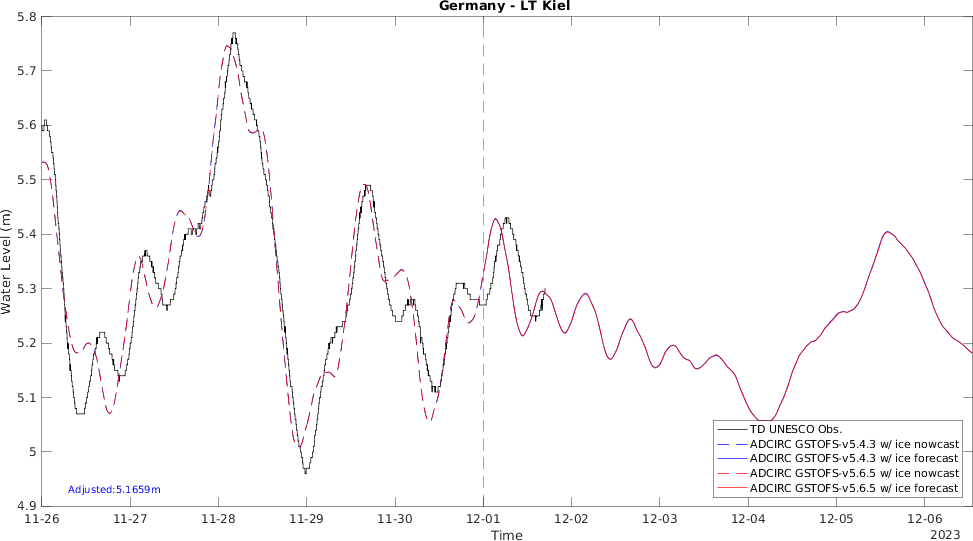 Germany - LT Kiel
5.8
5.7
5.6
5.5
5.4
5.3
5.2
5.1
5
4.9
Water Level (m)
Adjusted:5.1659m
TD UNESCO Obs.
ADCIRC GSTOFS-v5.4.3 w/ ice nowcast
ADCIRC GSTOFS-v5.4.3 w/ ice forecast
ADCIRC GSTOFS-v5.6.5 w/ ice nowcast
ADCIRC GSTOFS-v5.6.5 w/ ice forecast
11-26 11-27 11-28 11-29 11-30 12-01 12-02 12-03 12-04 12-05 12-06
Time
2023